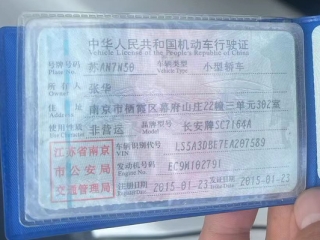 中华人民共和国机动车行驶证
Vehicle License of the People's Republic of China
号牌号码 苏AN7N50 车辆类型 小型轿车
Plate No. Vehicle Type
所有人 张华
住址 南京市栖霞区幕府山庄22幢三单元302室
使用性质 非营运 品牌型号 长安牌SC7164A
Use Character Model
江苏省南京
市公安局
交通管理局
车辆识别代号 LS5A3DBE7EA207589
VIN
发动机号码 EC9M102791
Engine No.
注册日期 2015-01-23 发证日期 2015-01-23
Register Date Issue Date